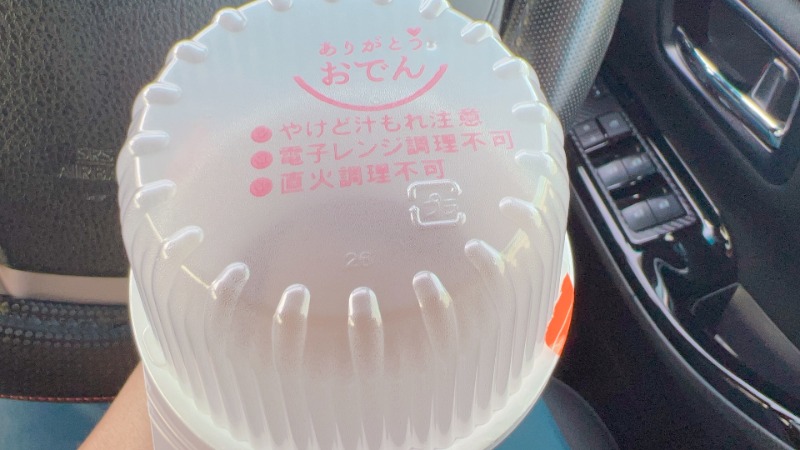 ありがとう
おでん
●やけど汁もれ注意
●電子レンジ調理不可
●直火調理不可
26